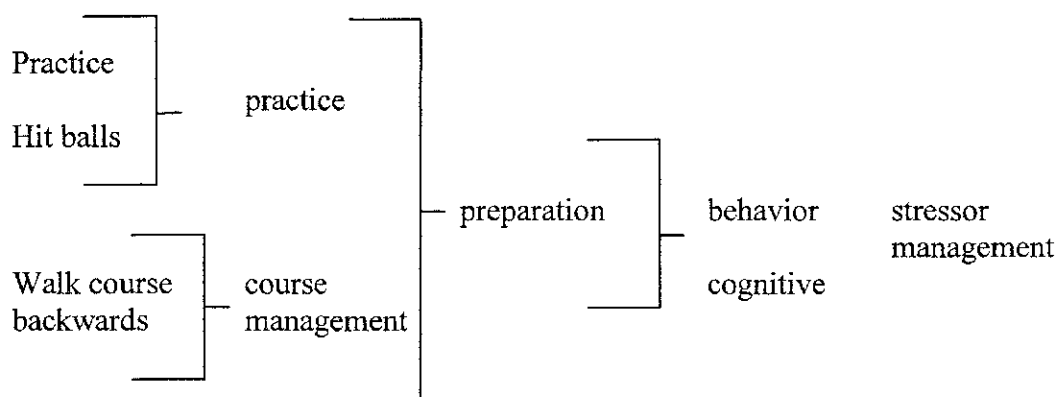 Practice
Hit balls
practice
Walk course
backwards
course
management
preparation
behavior
cognitive
stressor
management